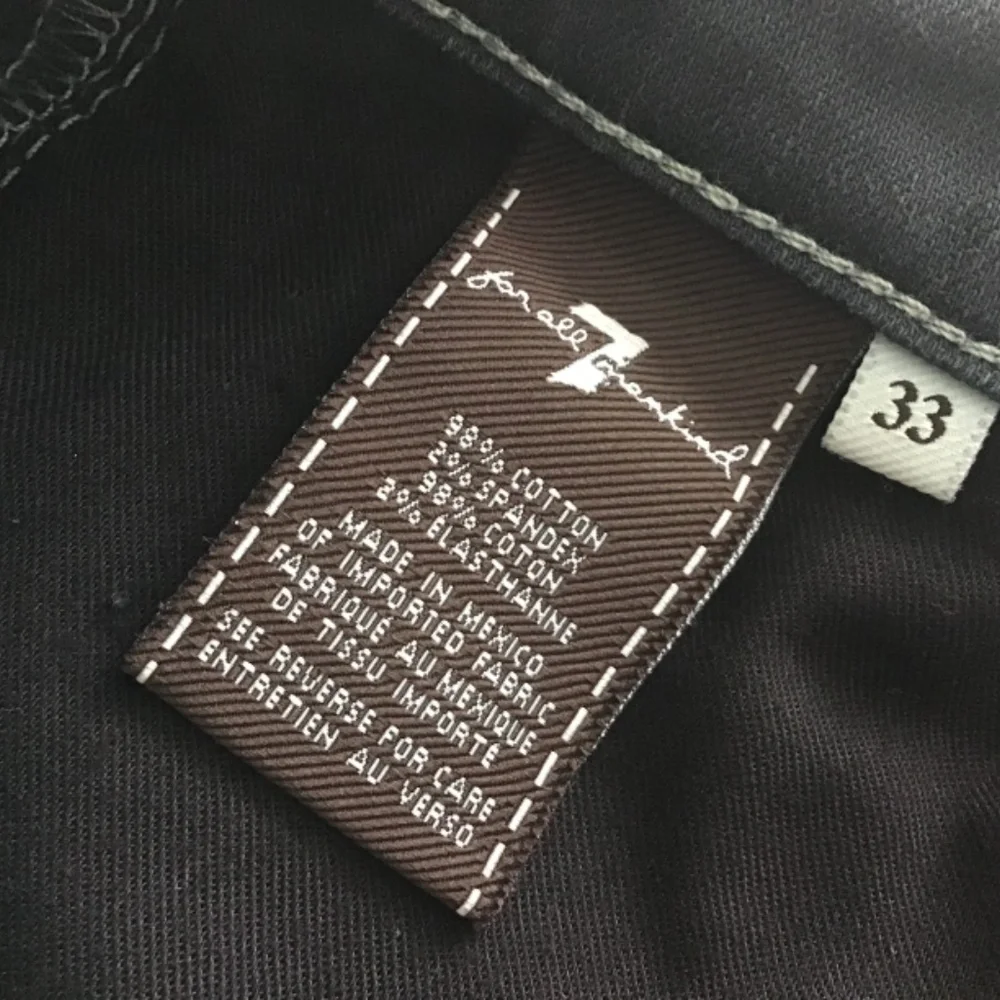 for all 7 mankind
98% COTTON
2% SPANDEX
98% COTON
2% ÉLASTHANNE
MADE IN MEXICO
OF IMPORTED FABRIC
FABRIQUÉ AU MEXIQUE
DE TISSU IMPORTÉ
SEE REVERSE FOR CARE
ENTRETIEN AU VERSO
33